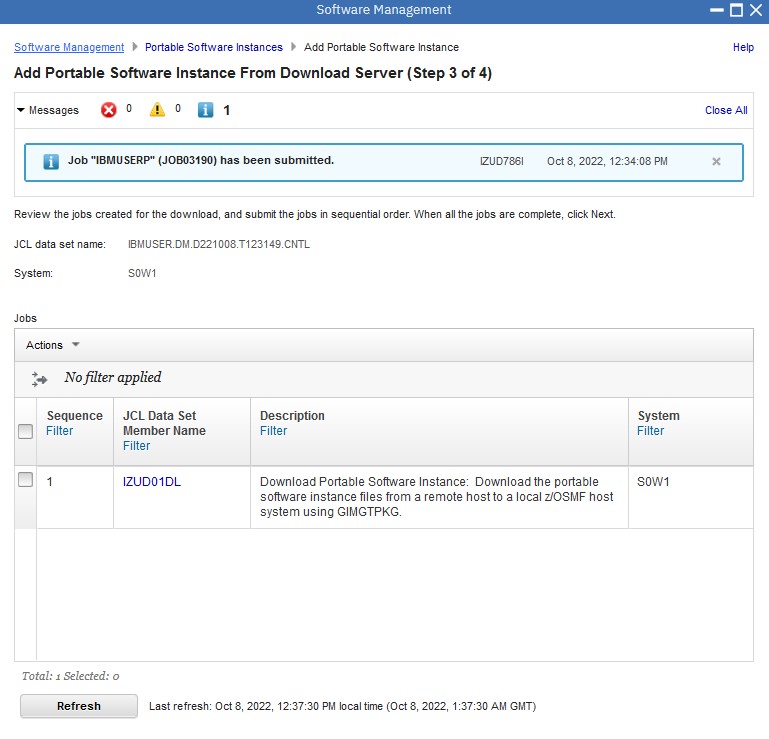 Software Management
Software Management Portable Software Instances Add Portable Software Instance Help
Add Portable Software Instance From Download Server (Step 3 of 4)
Messages 0 0 1 Close All
Job "IBMUSERP" (JOB03190) has been submitted. IZUD786I Oct 8, 2022, 12:34:08 PM
Review the jobs created for the download, and submit the jobs in sequential order. When all the jobs are complete, click Next.
JCL data set name: IBMUSER.DM.D221008.T123149.CNTL
System: S0W1
Jobs
Actions
No filter applied
Sequence
Filter
JCL Data Set
Member Name
Filter
Description
Filter
System
Filter
1
IZUD01DL
Download Portable Software Instance: Download the portable
software instance files from a remote host to a local z/OSMF host
system using GIMGTPKG.
S0W1
Total: 1 Selected: 0
Refresh Last refresh: Oct 8, 2022, 12:37:30 PM local time (Oct 8, 2022, 1:37:30 AM GMT)